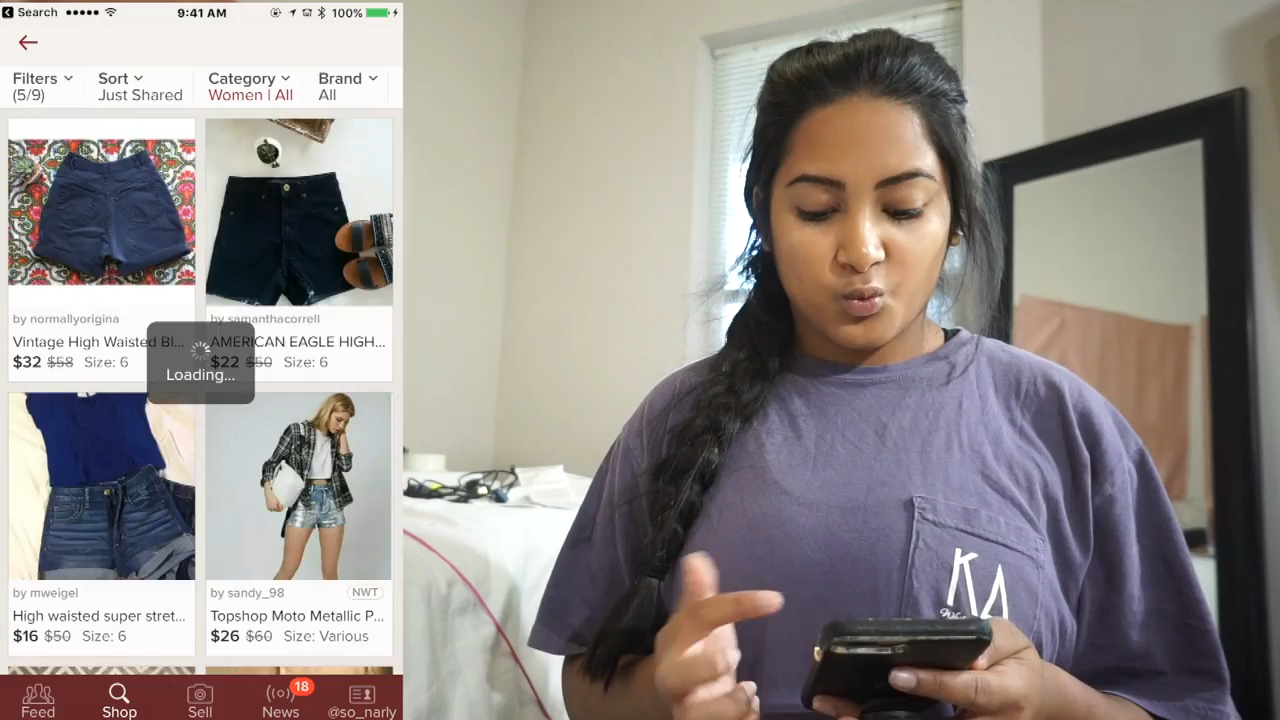 Search 9:41 AM 100%
Filters Sort Category Brand
(5/9) Just Shared Women | All All
by normallyorigina by samanthacorrell
Vintage High Waisted Bl... AMERICAN EAGLE HIGH...
$32 $58 Size: 6 $22 $50 Size: 6
Loading...
by mweigel by sandy_98 NWT
High waisted super stret... Topshop Moto Metallic P...
$16 $50 Size: 6 $26 $60 Size: Various
18
Feed Shop Sell News @so_narly
KΔ